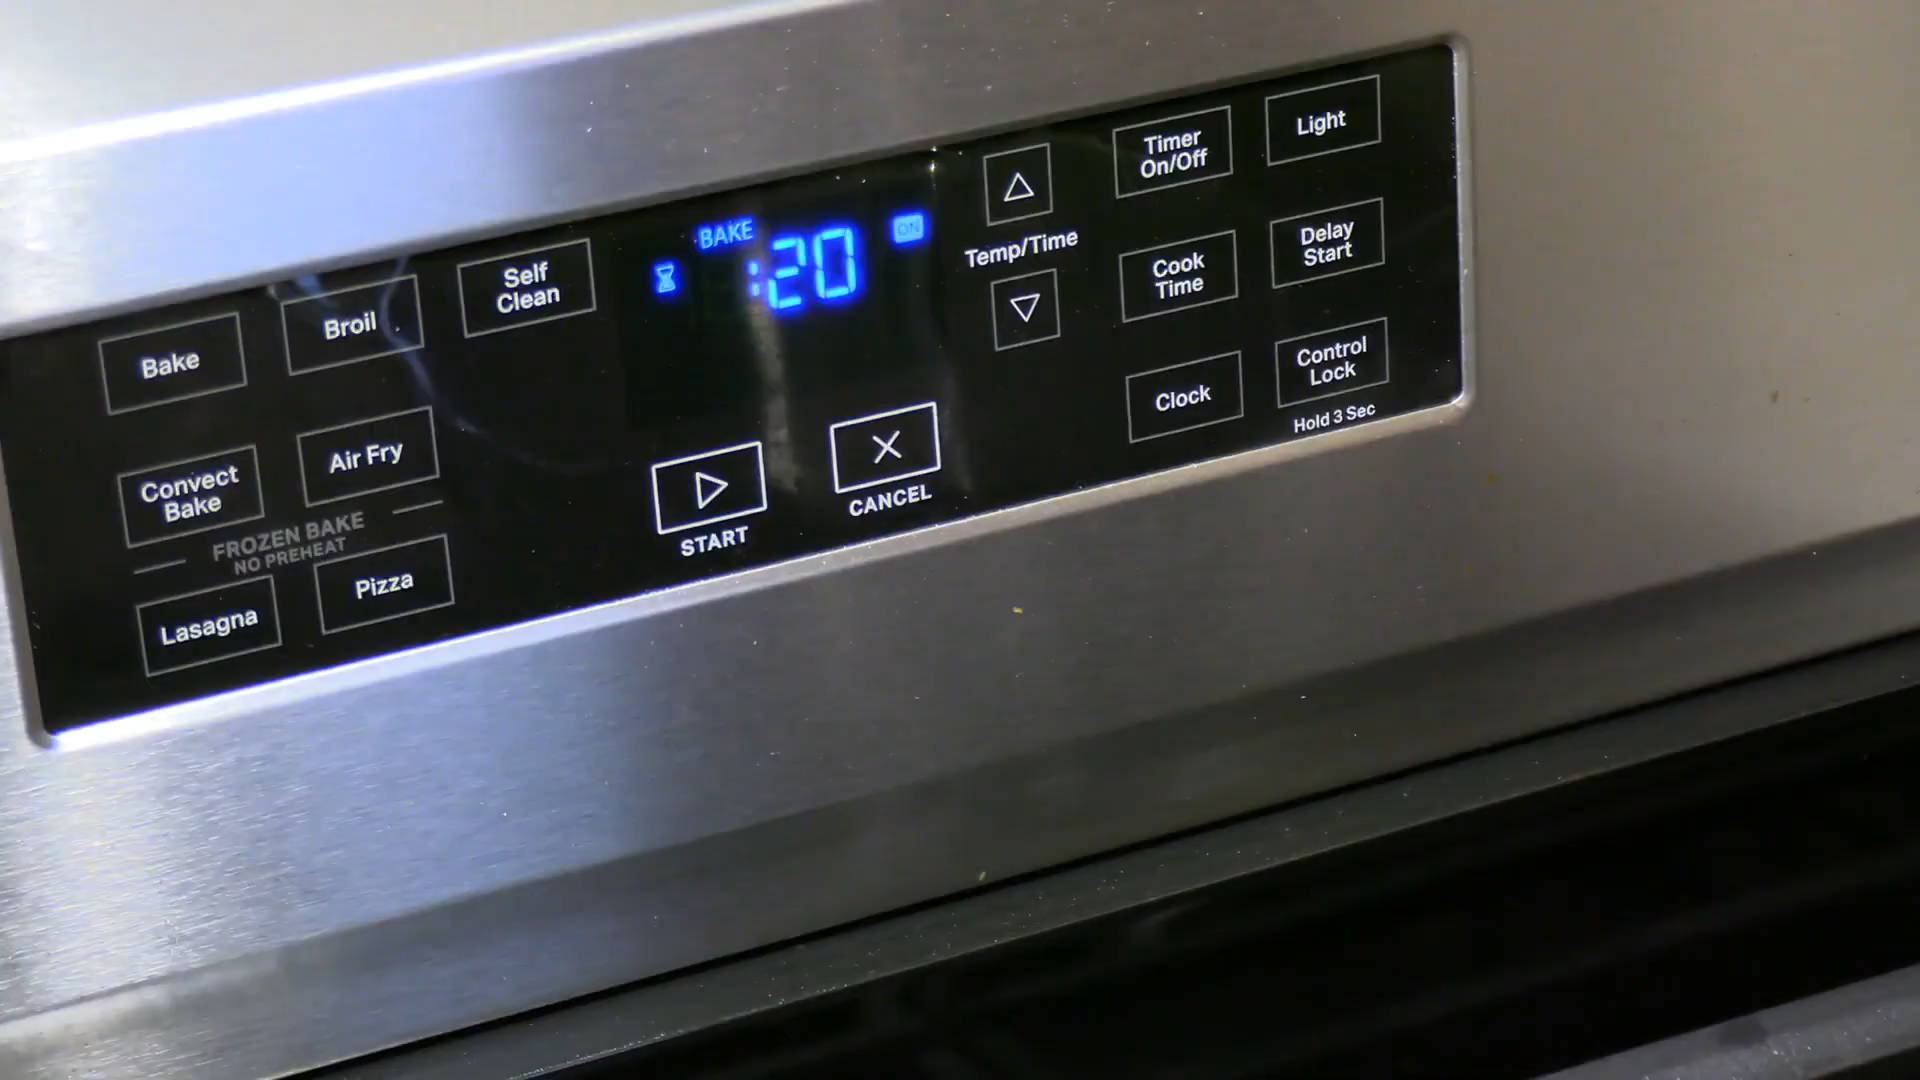 Bake
Broil
Self
Clean
Convect
Bake
Air Fry
FROZEN BAKE
NO PREHEAT
Lasagna
Pizza
BAKE
ON
:20
START
CANCEL
Temp/Time
Timer
On/Off
Light
Cook
Time
Delay
Start
Clock
Control
Lock
Hold 3 Sec